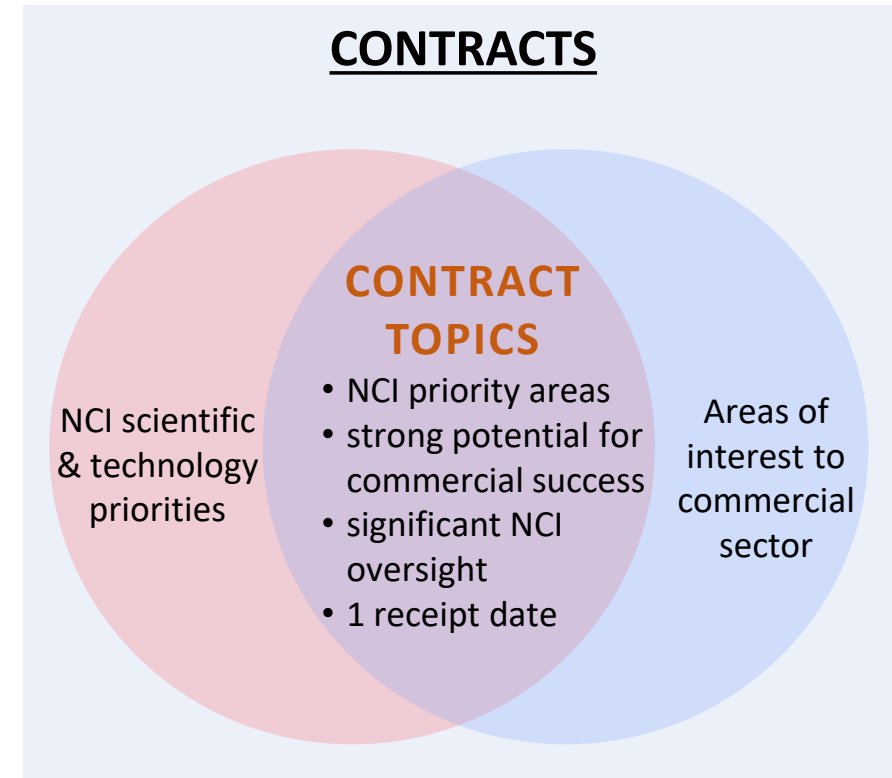 CONTRACTS
CONTRACT
TOPICS
• NCI priority areas
• strong potential for
commercial success
• significant NCI
oversight
• 1 receipt date
NCI scientific
& technology
priorities
Areas of
interest to
commercial
sector